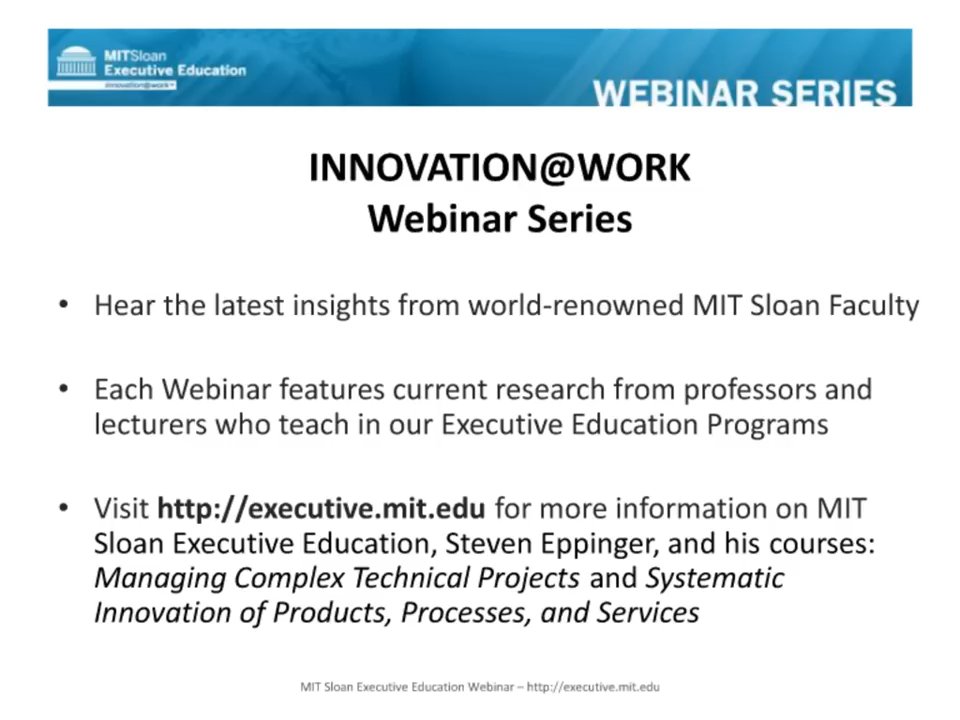 MITSloan
Executive Education
innovation@work™
WEBINAR SERIES
INNOVATION@WORK
Webinar Series
• Hear the latest insights from world-renowned MIT Sloan Faculty
• Each Webinar features current research from professors and
lecturers who teach in our Executive Education Programs
• Visit http://executive.mit.edu for more information on MIT
Sloan Executive Education, Steven Eppinger, and his courses:
Managing Complex Technical Projects and Systematic
Innovation of Products, Processes, and Services
MIT Sloan Executive Education Webinar – http://executive.mit.edu